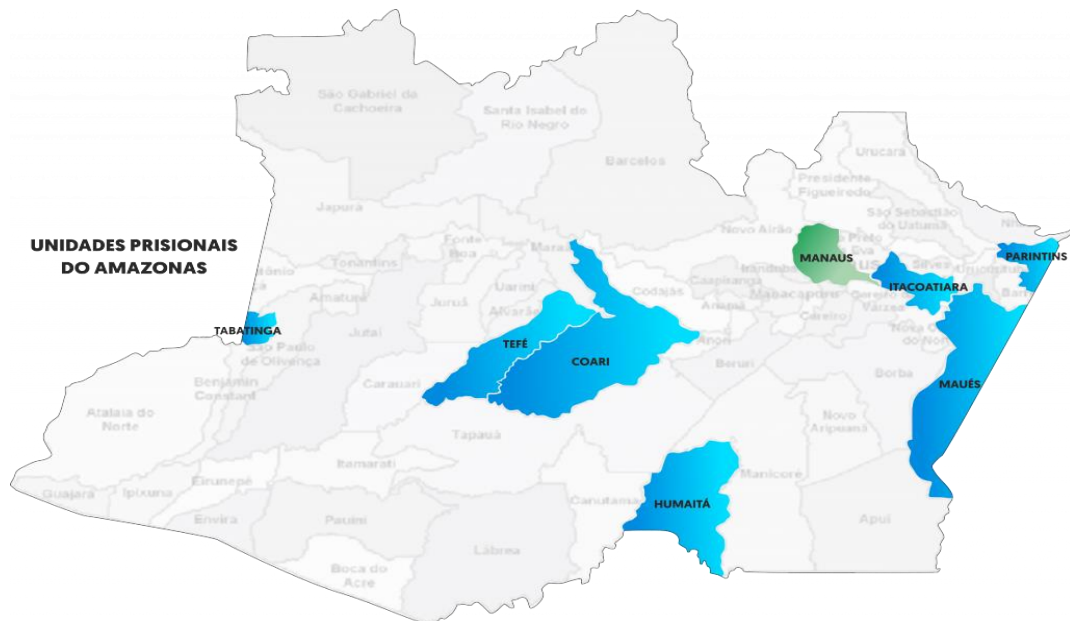 São Gabriel da
Cachoeira
Santa Isabel do
Rio Negro
Barcelos
Urucará
Presidente
Figueiredo
São Sebastião
do Uatumã
Japurá
Novo Airão
UNIDADES PRISIONAIS
DO AMAZONAS
Fonte
Boa
Maraã
Tonantins
MANAUS
PARINTINS
Silves
Uarini
Codajás
Caapiranga
ITACOATIARA
Amaturá
Juruá
Alvarães
Anamã
Manacapuru
Careiro
TABATINGA
Jutaí
São Paulo
de Olivença
TEFÉ
COARI
Anori
Beruri
Borba
MAUÉS
Benjamin
Constant
Carauari
Atalaia do
Norte
Novo
Aripuanã
Tapauá
Itamarati
Manicoré
Eirunepé
Guajará
Ipixuna
Canutama
HUMAITÁ
Envira
Pauini
Apuí
Lábrea
Boca do
Acre